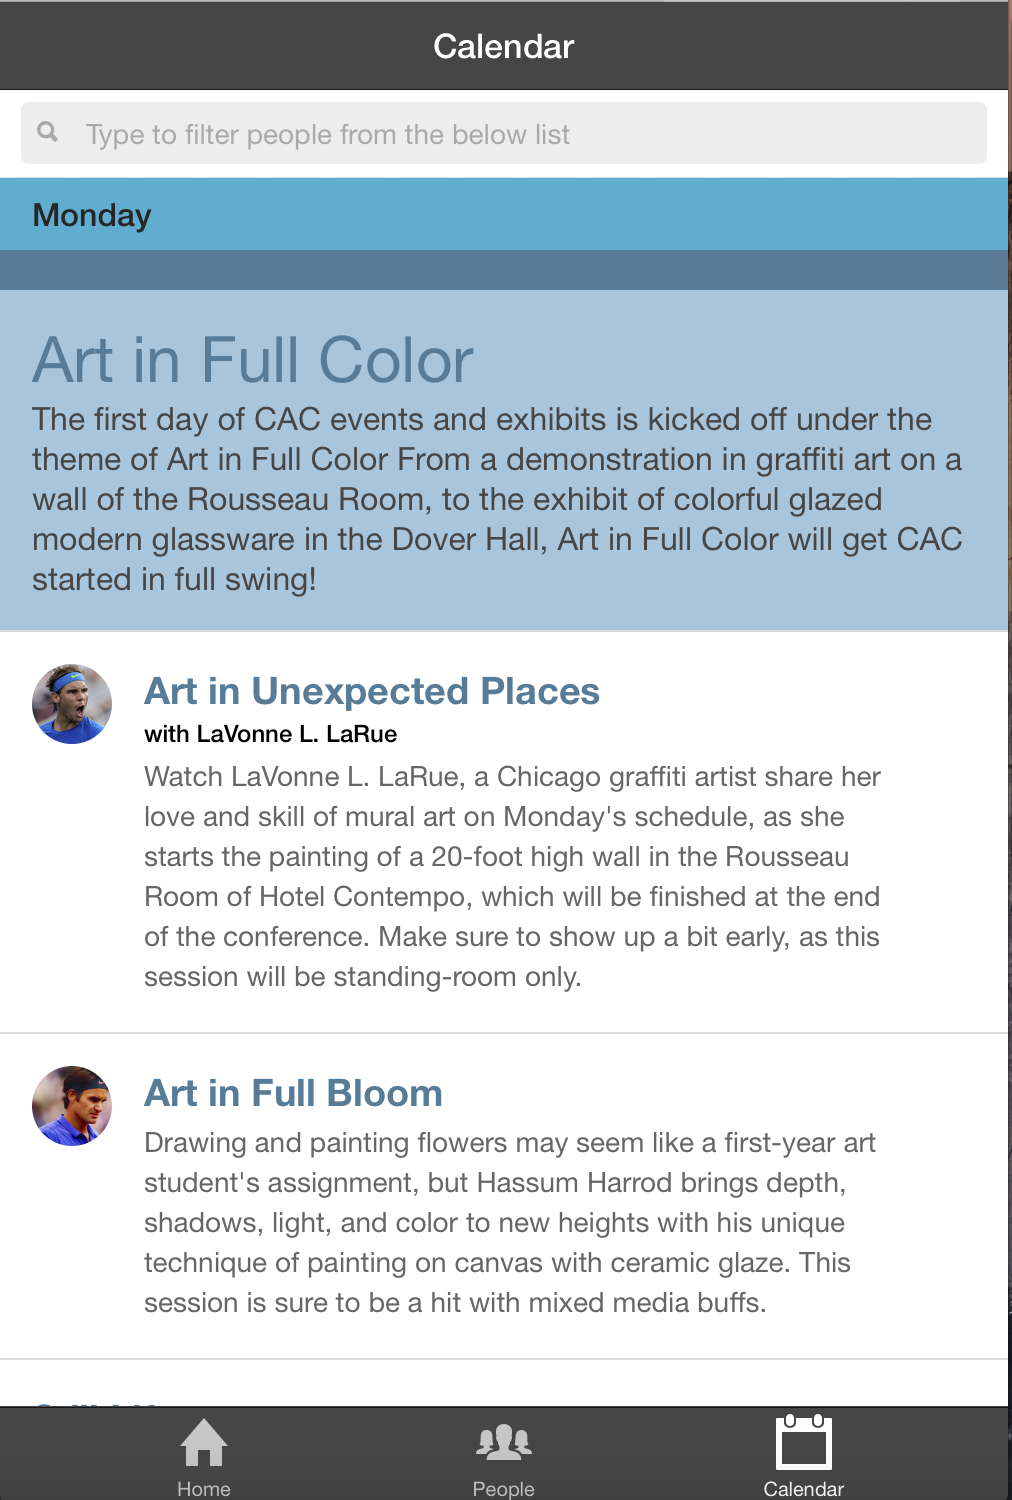 Calendar
Type to filter people from the below list
Monday
Art in Full Color
The first day of CAC events and exhibits is kicked off under the
theme of Art in Full Color From a demonstration in graffiti art on a
wall of the Rousseau Room, to the exhibit of colorful glazed
modern glassware in the Dover Hall, Art in Full Color will get CAC
started in full swing!
Art in Unexpected Places
with LaVonne L. LaRue
Watch LaVonne L. LaRue, a Chicago graffiti artist share her
love and skill of mural art on Monday's schedule, as she
starts the painting of a 20-foot high wall in the Rousseau
Room of Hotel Contempo, which will be finished at the end
of the conference. Make sure to show up a bit early, as this
session will be standing-room only.
Art in Full Bloom
Drawing and painting flowers may seem like a first-year art
student's assignment, but Hassum Harrod brings depth,
shadows, light, and color to new heights with his unique
technique of painting on canvas with ceramic glaze. This
session is sure to be a hit with mixed media buffs.
Home
People
Calendar